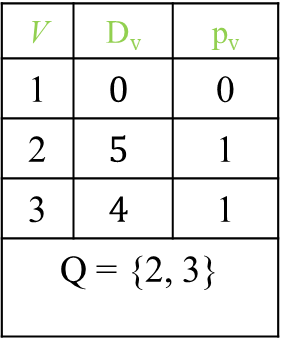 V D_v p_v
1 0 0
2 5 1
3 4 1
Q = {2, 3}